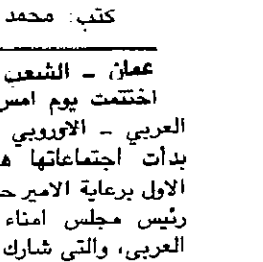 كتب: محمد
عمان ـ الشعب
اختتمت يوم امس
العربي ـ الاوروبي
بدأت اجتماعاتها
الاول برعاية الامير
رئيس مجلس امناء
العربي، والتي شارك